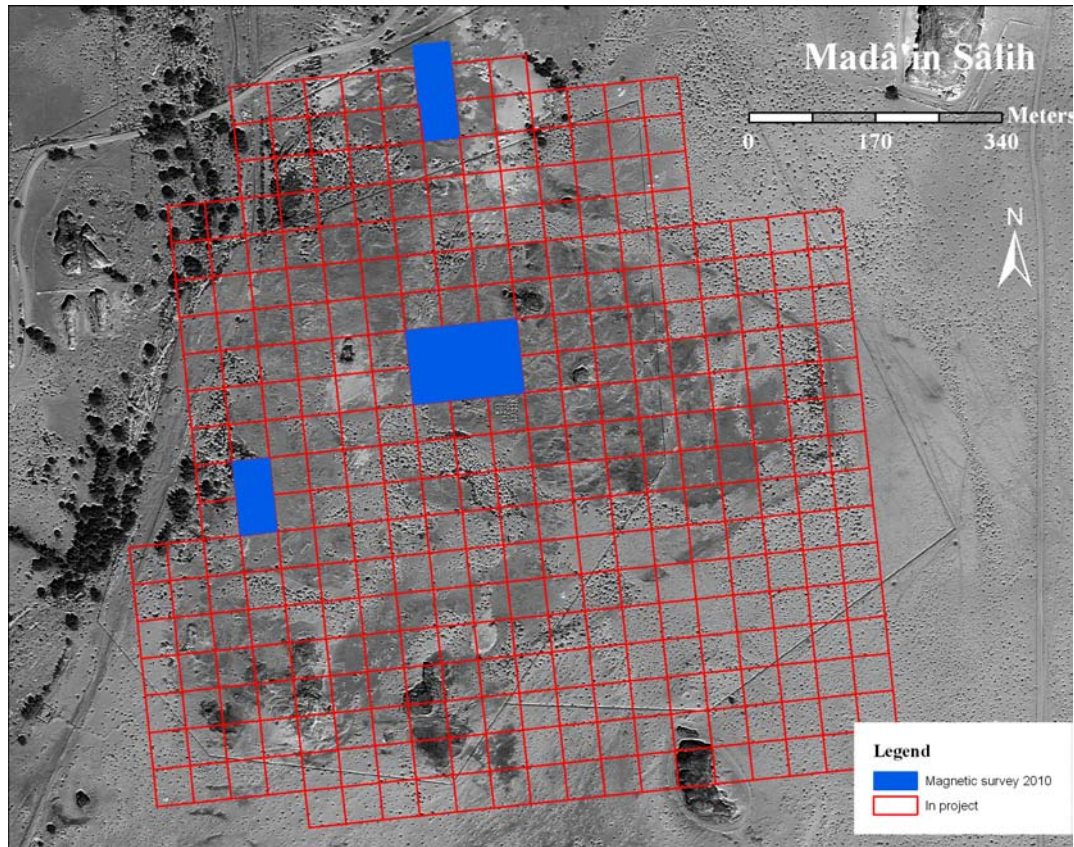 Madâ'in Sâlih
Meters
0 170 340
N
Legend
Magnetic survey 2010
In project